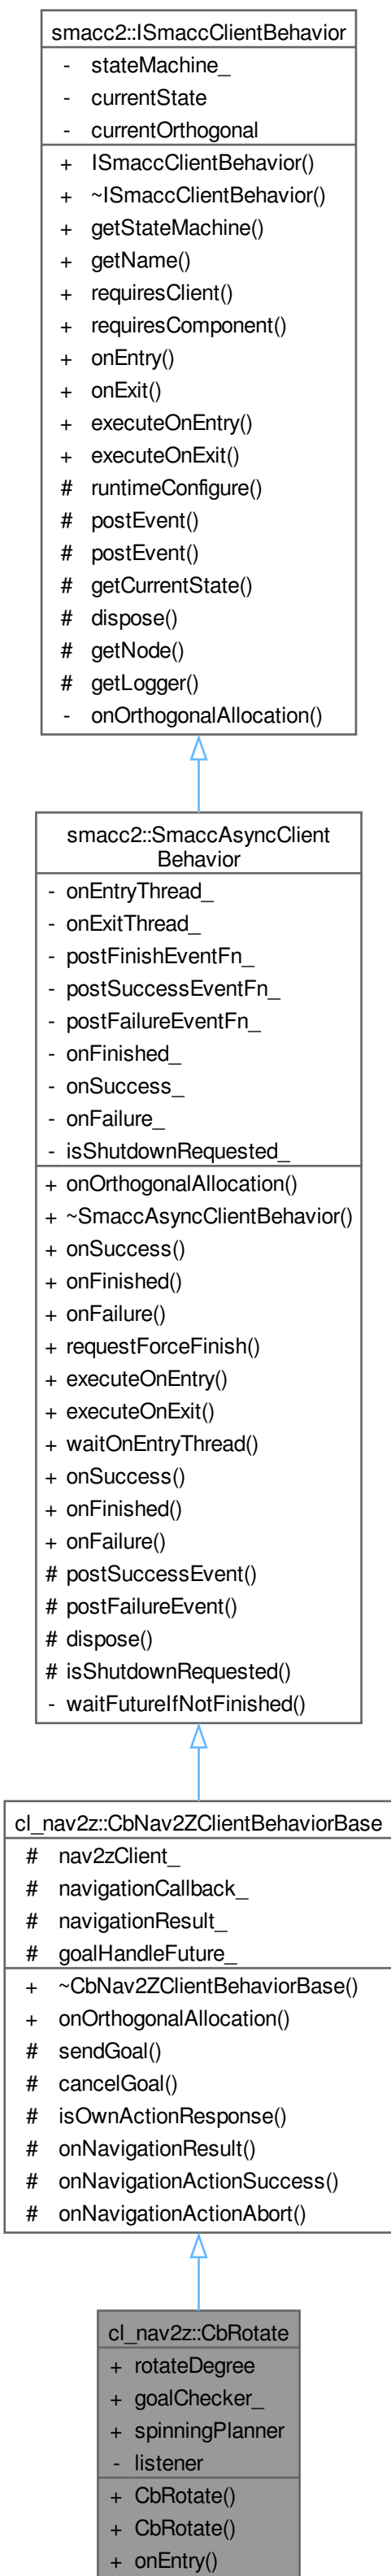 smacc2::ISmaccClientBehavior
- stateMachine_
- currentState
- currentOrthogonal
+ ISmaccClientBehavior()
+ ~ISmaccClientBehavior()
+ getStateMachine()
+ getName()
+ requiresClient()
+ requiresComponent()
+ onEntry()
+ onExit()
+ executeOnEntry()
+ executeOnExit()
# runtimeConfigure()
# postEvent()
# postEvent()
# getCurrentState()
# dispose()
# getNode()
# getLogger()
- onOrthogonalAllocation()
smacc2::SmaccAsyncClient
Behavior
- onEntryThread_
- onExitThread_
- postFinishEventFn_
- postSuccessEventFn_
- postFailureEventFn_
- onFinished_
- onSuccess_
- onFailure_
- isShutdownRequested_
+ onOrthogonalAllocation()
+ ~SmaccAsyncClientBehavior()
+ onSuccess()
+ onFinished()
+ onFailure()
+ requestForceFinish()
+ executeOnEntry()
+ executeOnExit()
+ waitOnEntryThread()
+ onSuccess()
+ onFinished()
+ onFailure()
# postSuccessEvent()
# postFailureEvent()
# dispose()
# isShutdownRequested()
- waitFutureIfNotFinished()
cl_nav2z::CbNav2ZClientBehaviorBase
# nav2zClient_
# navigationCallback_
# navigationResult_
# goalHandleFuture_
+ ~CbNav2ZClientBehaviorBase()
+ onOrthogonalAllocation()
# sendGoal()
# cancelGoal()
# isOwnActionResponse()
# onNavigationResult()
# onNavigationActionSuccess()
# onNavigationActionAbort()
cl_nav2z::CbRotate
+ rotateDegree
+ goalChecker_
+ spinningPlanner
- listener
+ CbRotate()
+ CbRotate()
+ onEntry()